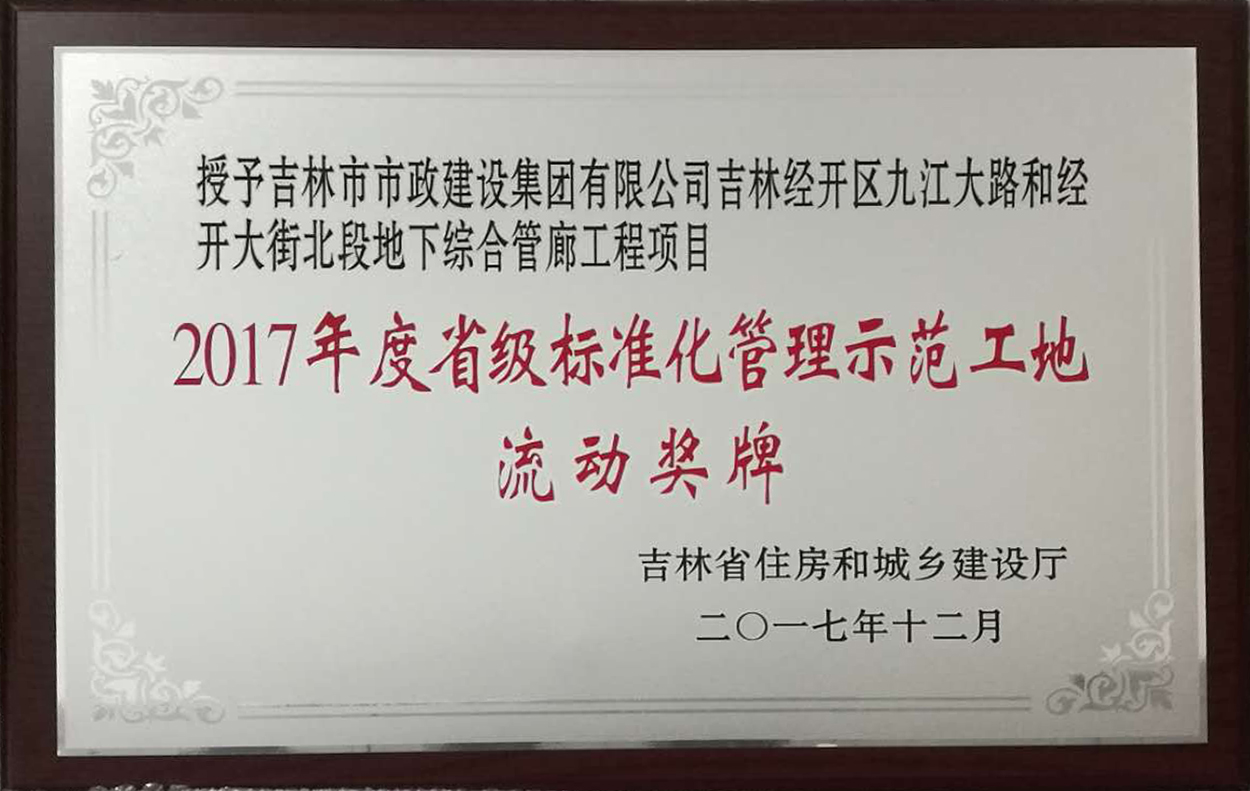 授予吉林市市政建设集团有限公司吉林经开区九江大路和经
开大街北段地下综合管廊工程项目
2017年度省级标准化管理示范工地
流动奖牌
吉林省住房和城乡建设厅
二〇一七年十二月